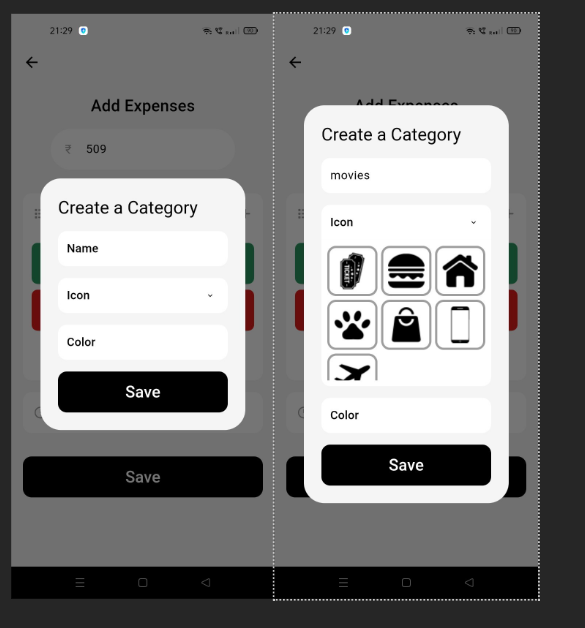 21:29
Add Expenses
₹ 509
Create a Category
Name
Icon
Color
Save
Save
21:29
Add Expenses
Create a Category
movies
Icon
TICKET
Color
Save